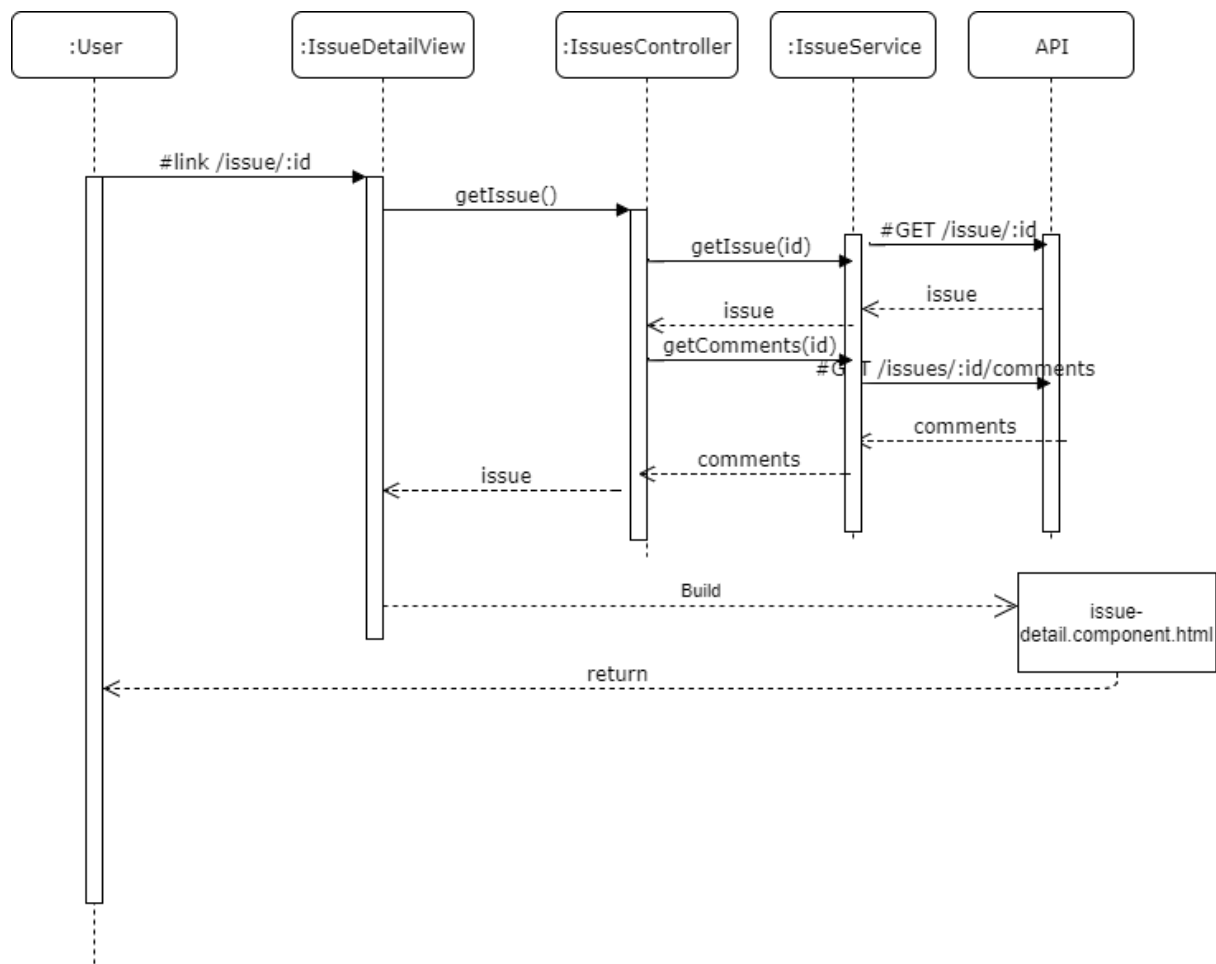 :User
:IssueDetailView
:IssuesController
:IssueService
API
#link /issue/:id
getIssue()
#GET /issue/:id
getIssue(id)
issue
issue
getComments(id)
#GET /issues/:id/comments
comments
comments
issue
Build
issue-
detail.component.html
return